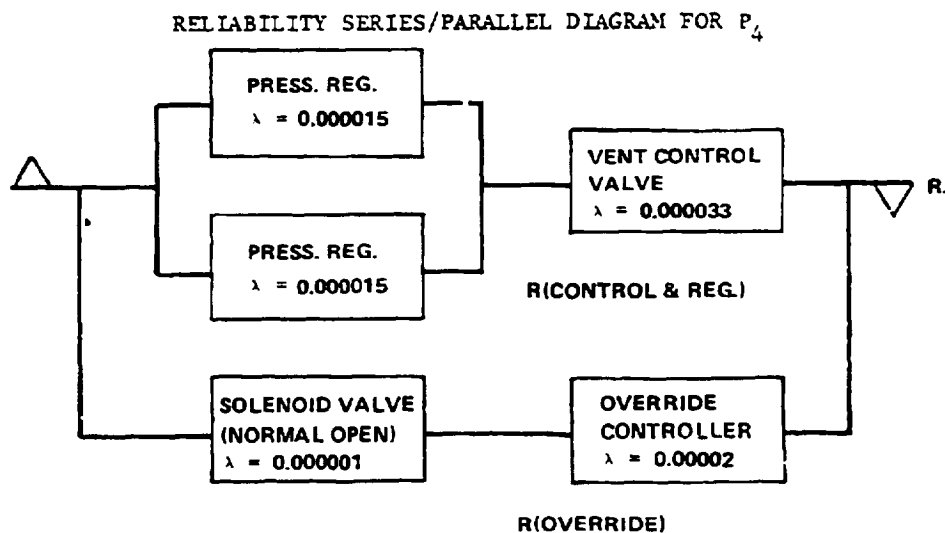 RELIABILITY SERIES/PARALLEL DIAGRAM FOR P4
PRESS. REG.
λ = 0.000015
VENT CONTROL
VALVE
λ = 0.000033
R.
PRESS. REG.
λ = 0.000015
R(CONTROL & REG.)
SOLENOID VALVE
(NORMAL OPEN)
λ = 0.000001
OVERRIDE
CONTROLLER
λ = 0.00002
R(OVERRIDE)